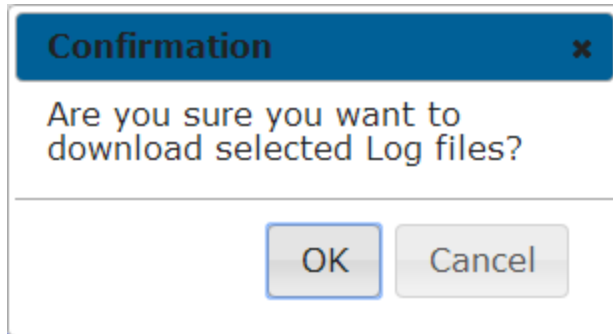 Confirmation
Are you sure you want to
download selected Log files?
OK
Cancel